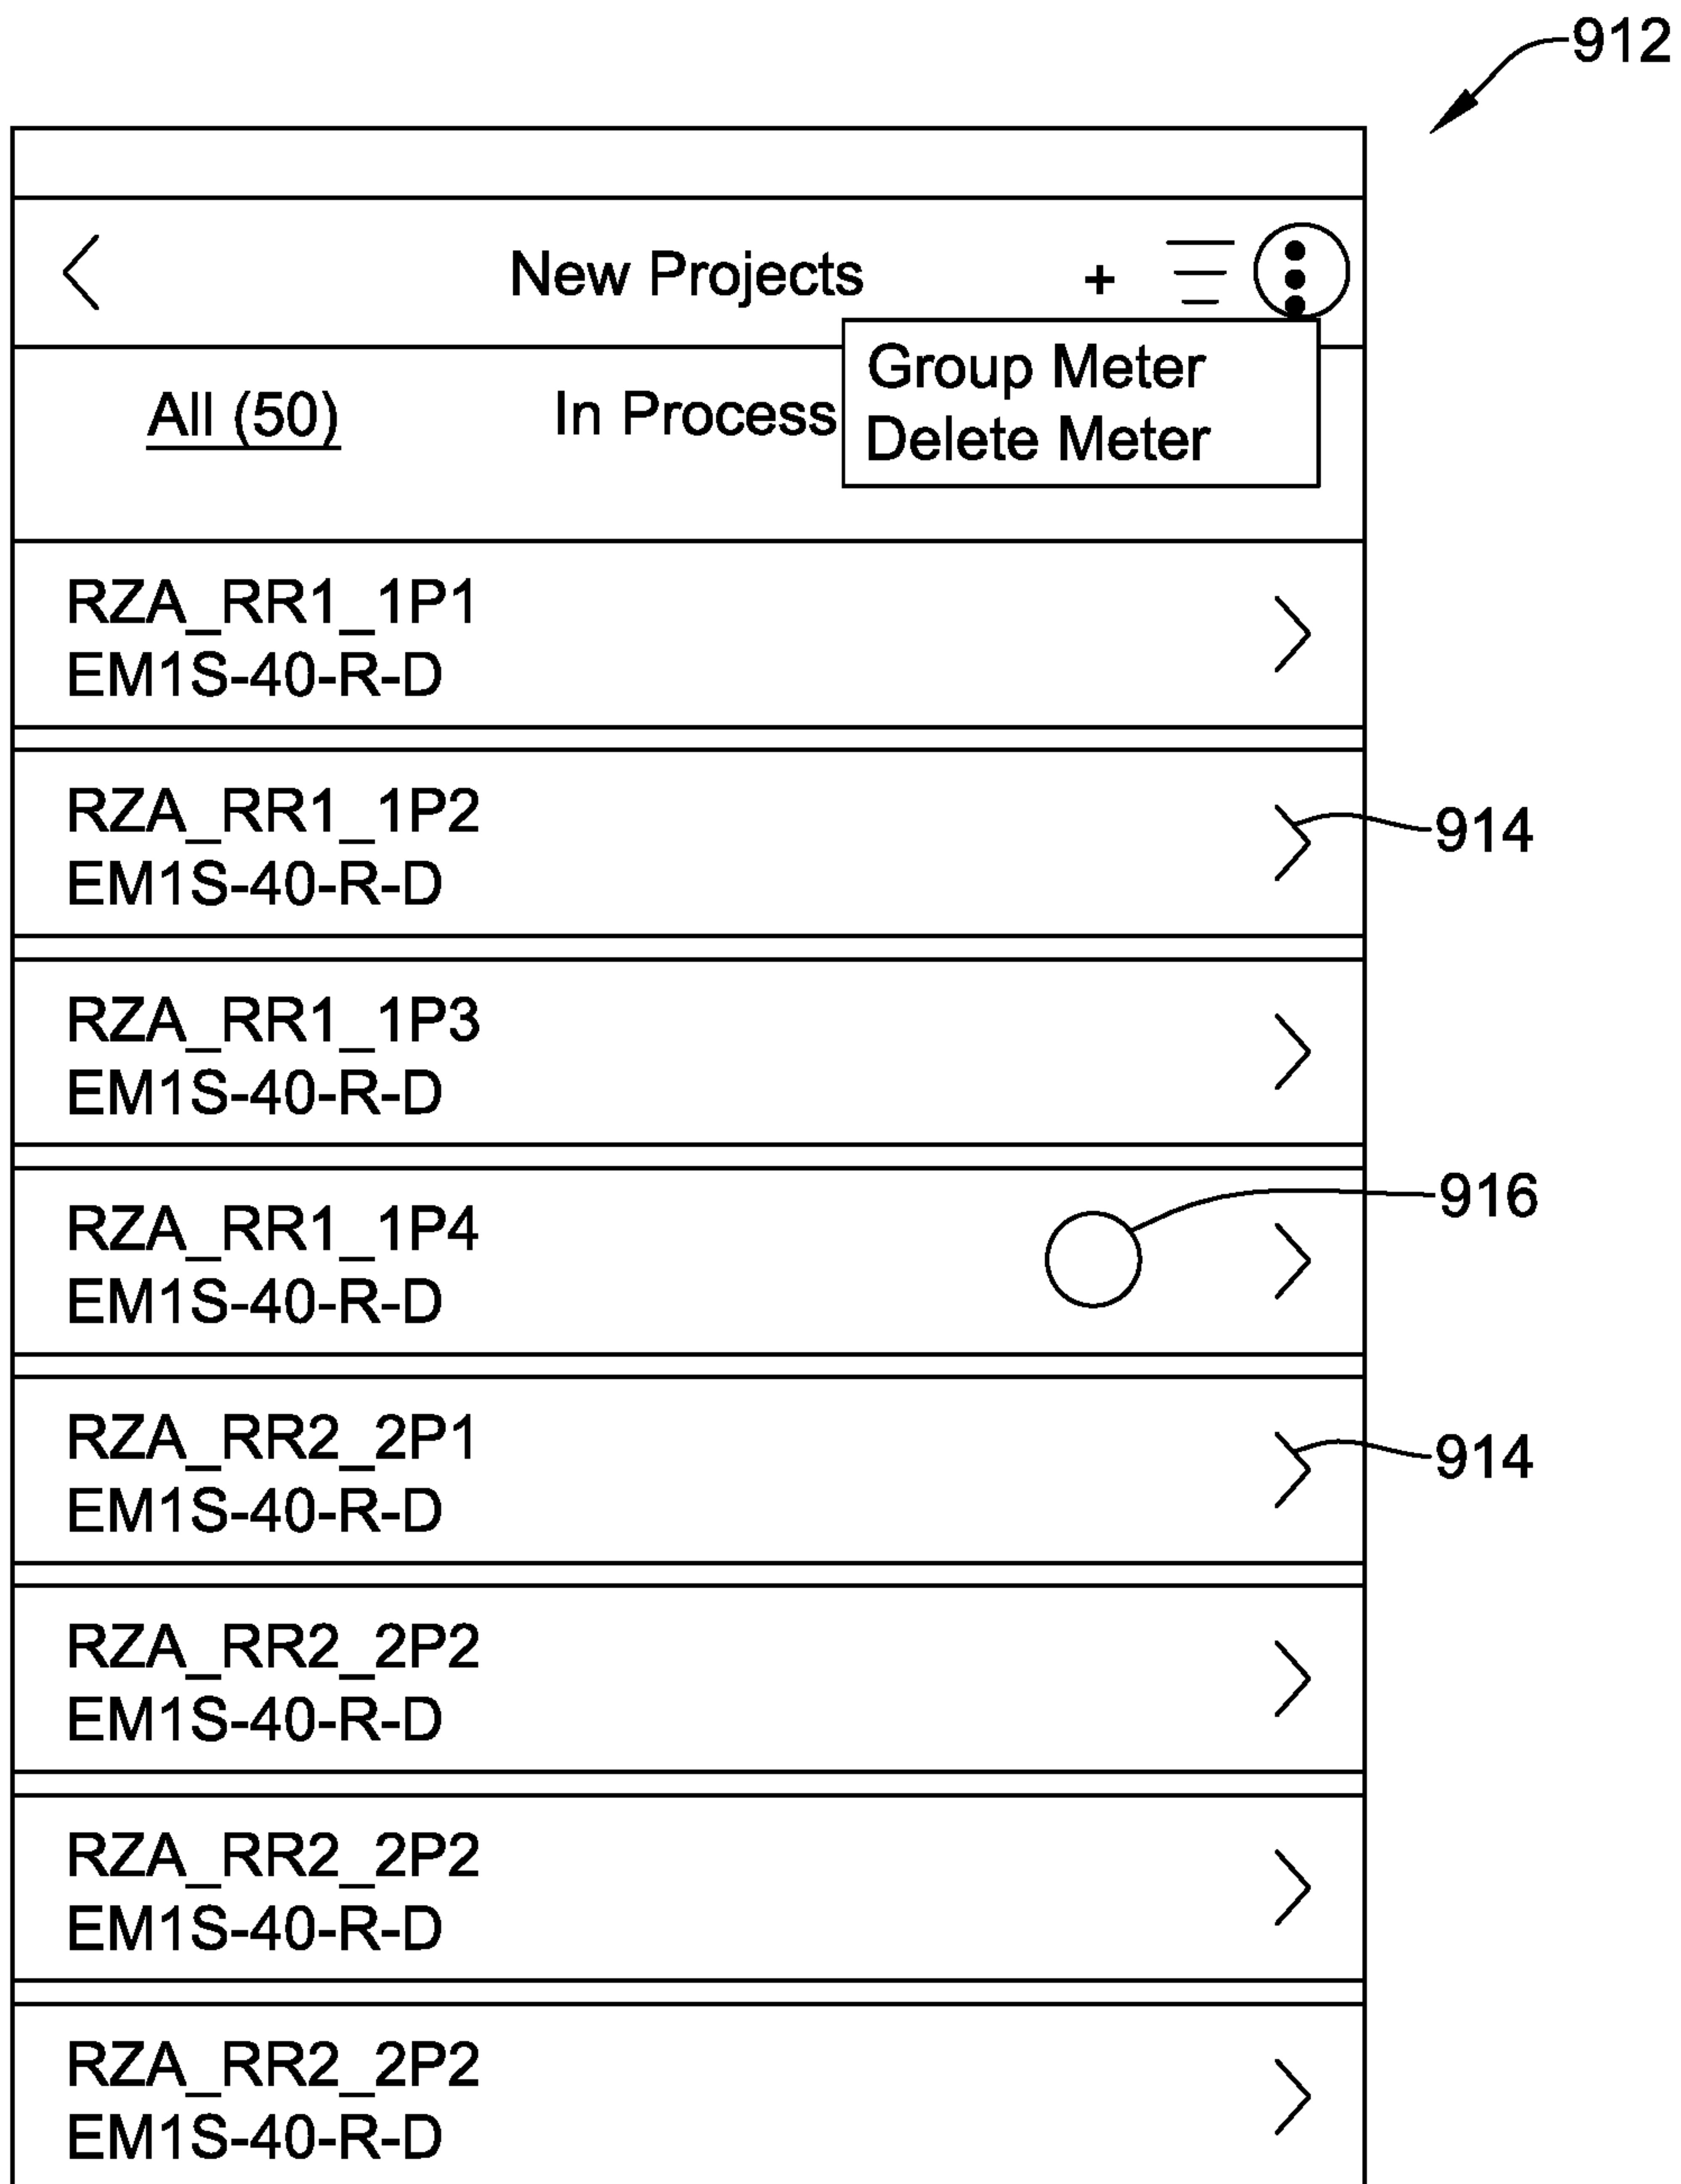 912
New Projects +
Group Meter
Delete Meter
All (50) In Process
RZA_RR1_1P1
EM1S-40-R-D
RZA_RR1_1P2
EM1S-40-R-D
914
RZA_RR1_1P3
EM1S-40-R-D
RZA_RR1_1P4
EM1S-40-R-D
916
RZA_RR2_2P1
EM1S-40-R-D
914
RZA_RR2_2P2
EM1S-40-R-D
RZA_RR2_2P2
EM1S-40-R-D
RZA_RR2_2P2
EM1S-40-R-D